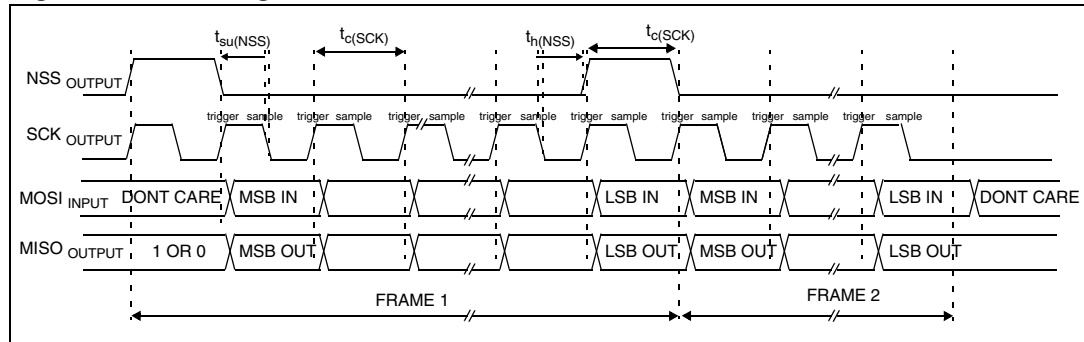 tsu(NSS) tc(SCK) th(NSS) tc(SCK)
NSS OUTPUT
trigger sample trigger sample trigger sample trigger sample trigger sample trigger sample trigger sample trigger sample
SCK OUTPUT
MOSI INPUT DONT CARE MSB IN LSB IN MSB IN LSB IN DONT CARE
MISO OUTPUT 1 OR 0 MSB OUT LSB OUT MSB OUT LSB OUT
FRAME 1 FRAME 2